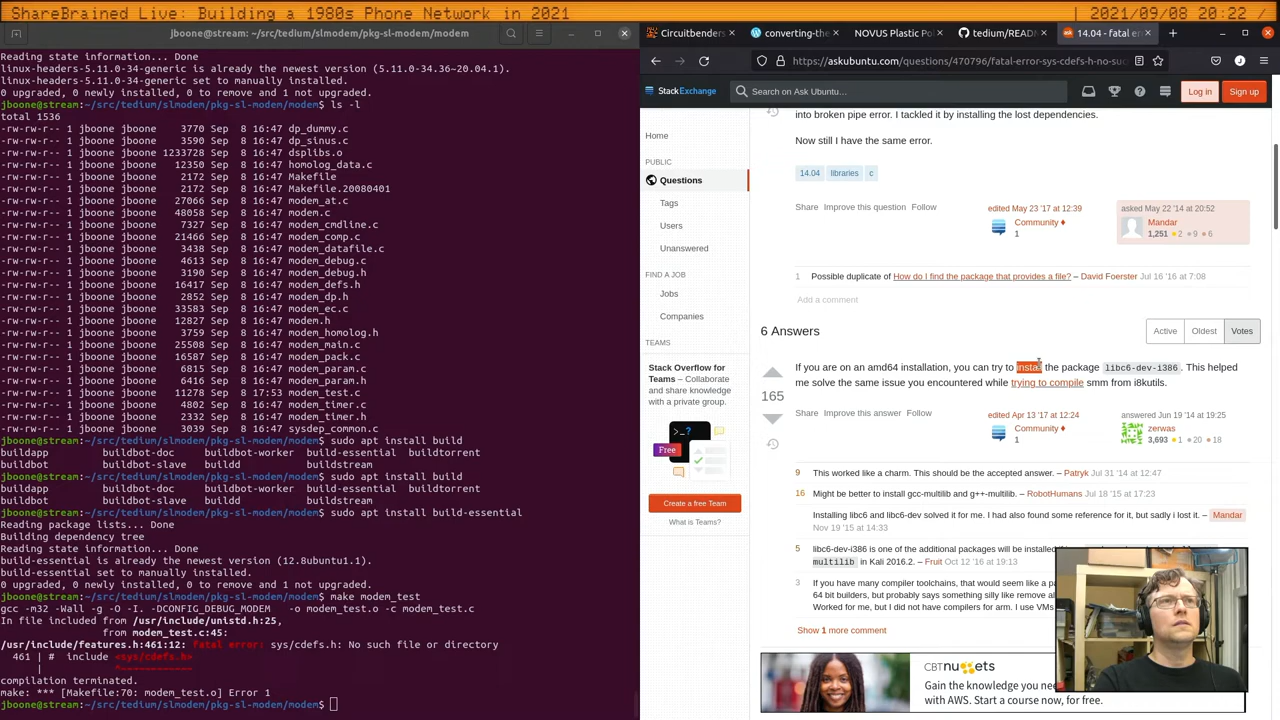 Shadytel Brain Live: Building a 1980s Phone Network in 2021 | 2021/09/08
jboone@stream: ~/src/tedium/slmodem/pkg-sl-modem/modem
Reading state information... Done
linux-headers-5.11.0-34-generic is already the newest version (5.11.0-34.36~20.04.1).
linux-headers-5.11.0-34-generic set to manually installed.
0 upgraded, 0 newly installed, 0 to remove and 1 not upgraded.
jboone@stream:~/src/tedium/slmodem/pkg-sl-modem/modem$ ls -l
total 1536
-rw-rw-r-- 1 jboone jboone 3770 Sep 8 16:47 dp_dummy.c
-rw-rw-r-- 1 jboone jboone 3590 Sep 8 16:47 dp_sinus.c
-rw-rw-r-- 1 jboone jboone 1233728 Sep 8 16:47 dsplibs.o
-rw-rw-r-- 1 jboone jboone 12350 Sep 8 16:47 homolog_data.c
-rw-rw-r-- 1 jboone jboone 2172 Sep 8 16:47 Makefile
-rw-rw-r-- 1 jboone jboone 2172 Sep 8 16:47 Makefile.20080401
-rw-rw-r-- 1 jboone jboone 27066 Sep 8 16:47 modem_at.c
-rw-rw-r-- 1 jboone jboone 48058 Sep 8 16:47 modem.c
-rw-rw-r-- 1 jboone jboone 7327 Sep 8 16:47 modem_cmdline.c
-rw-rw-r-- 1 jboone jboone 21466 Sep 8 16:47 modem_comp.c
-rw-rw-r-- 1 jboone jboone 3438 Sep 8 16:47 modem_datafile.c
-rw-rw-r-- 1 jboone jboone 4613 Sep 8 16:47 modem_debug.c
-rw-rw-r-- 1 jboone jboone 3190 Sep 8 16:47 modem_debug.h
-rw-rw-r-- 1 jboone jboone 16417 Sep 8 16:47 modem_defs.h
-rw-rw-r-- 1 jboone jboone 2852 Sep 8 16:47 modem_dp.h
-rw-rw-r-- 1 jboone jboone 33583 Sep 8 16:47 modem_ec.c
-rw-rw-r-- 1 jboone jboone 12827 Sep 8 16:47 modem.h
-rw-rw-r-- 1 jboone jboone 3759 Sep 8 16:47 modem_homolog.h
-rw-rw-r-- 1 jboone jboone 25508 Sep 8 16:47 modem_main.c
-rw-rw-r-- 1 jboone jboone 16587 Sep 8 16:47 modem_pack.c
-rw-rw-r-- 1 jboone jboone 6815 Sep 8 16:47 modem_param.c
-rw-rw-r-- 1 jboone jboone 6416 Sep 8 16:47 modem_param.h
-rw-rw-r-- 1 jboone jboone 11278 Sep 8 17:53 modem_test.c
-rw-rw-r-- 1 jboone jboone 4802 Sep 8 16:47 modem_timer.c
-rw-rw-r-- 1 jboone jboone 2332 Sep 8 16:47 modem_timer.h
-rw-rw-r-- 1 jboone jboone 3039 Sep 8 16:47 sysdep_common.c
jboone@stream:~/src/tedium/slmodem/pkg-sl-modem/modem$ sudo apt install build
buildapp buildbot-doc buildbot-worker build-essential buildtorrent
buildbot buildbot-slave buildd buildstream
jboone@stream:~/src/tedium/slmodem/pkg-sl-modem/modem$ sudo apt install build
buildapp buildbot-doc buildbot-worker build-essential buildtorrent
buildbot buildbot-slave buildd buildstream
jboone@stream:~/src/tedium/slmodem/pkg-sl-modem/modem$ sudo apt install build-essential
Reading package lists... Done
Building dependency tree
Reading state information... Done
build-essential is already the newest version (12.8ubuntu1.1).
build-essential set to manually installed.
0 upgraded, 0 newly installed, 0 to remove and 1 not upgraded.
jboone@stream:~/src/tedium/slmodem/pkg-sl-modem/modem$ make modem_test
gcc -m32 -Wall -g -O -I. -DCONFIG_DEBUG_MODEM -o modem_test.o -c modem_test.c
In file included from /usr/include/unistd.h:25,
from modem_test.c:45:
/usr/include/features.h:461:12: fatal error: sys/cdefs.h: No such file or directory
461 | # include <sys/cdefs.h>
| ^~~~~~~~~~~~~
compilation terminated.
make: *** [Makefile:70: modem_test.o] Error 1
jboone@stream:~/src/tedium/slmodem/pkg-sl-modem/modem$
Circuitbenders
converting-the-
NOVUS Plastic Pol
tedium/READM
14.04 - fatal err
https://askubuntu.com/questions/470796/fatal-error-sys-cdefs-h-no-suc
StackExchange
Search on Ask Ubuntu…
Log in
Sign up
Home
PUBLIC
Questions
Tags
Users
Unanswered
FIND A JOB
Jobs
Companies
TEAMS
Stack Overflow for
Teams – Collaborate
and share knowledge
with a private group.
Free
Create a free Team
What is Teams?
into broken pipe error. I tackled it by installing the lost dependencies.
Now still I have the same error.
14.04 libraries c
Share Improve this question Follow
edited May 23 '17 at 12:39
Community ♦
1
asked May 22 '14 at 20:52
Mandar
1,251 2 9 6
1 Possible duplicate of How do I find the package that provides a file? – David Foerster Jul 16 '16 at 7:08
Add a comment
6 Answers
Active Oldest Votes
165
If you are on an amd64 installation, you can try to install the package libc6-dev-i386. This helped
me solve the same issue you encountered while trying to compile smm from i8kutils.
Share Improve this answer Follow
edited Apr 13 '17 at 12:24
Community ♦
1
answered Jun 19 '14 at 19:25
zerwas
3,693 1 20 18
9 This worked like a charm. This should be the accepted answer. – Patryk Jul 31 '14 at 12:47
16 Might be better to install gcc-multilib and g++-multilib. – RobotHumans Jul 18 '15 at 17:23
Installing libc6 and libc6-dev solved it for me. I had also found some reference for it, but sadly i lost it. – Mandar
Nov 19 '15 at 14:33
5 libc6-dev-i386 is one of the additional packages will be installed
multilib in Kali 2016.2. – Fruit Oct 12 '16 at 19:13
3 If you have many compiler toolchains, that would seem like a
64 bit builders, but probably says something silly like remove
Worked for me, but I did not have compilers for arm. I use VMs
Show 1 more comment
CBTnuggets
Gain the knowledge you
with AWS. Start a course now, for free.